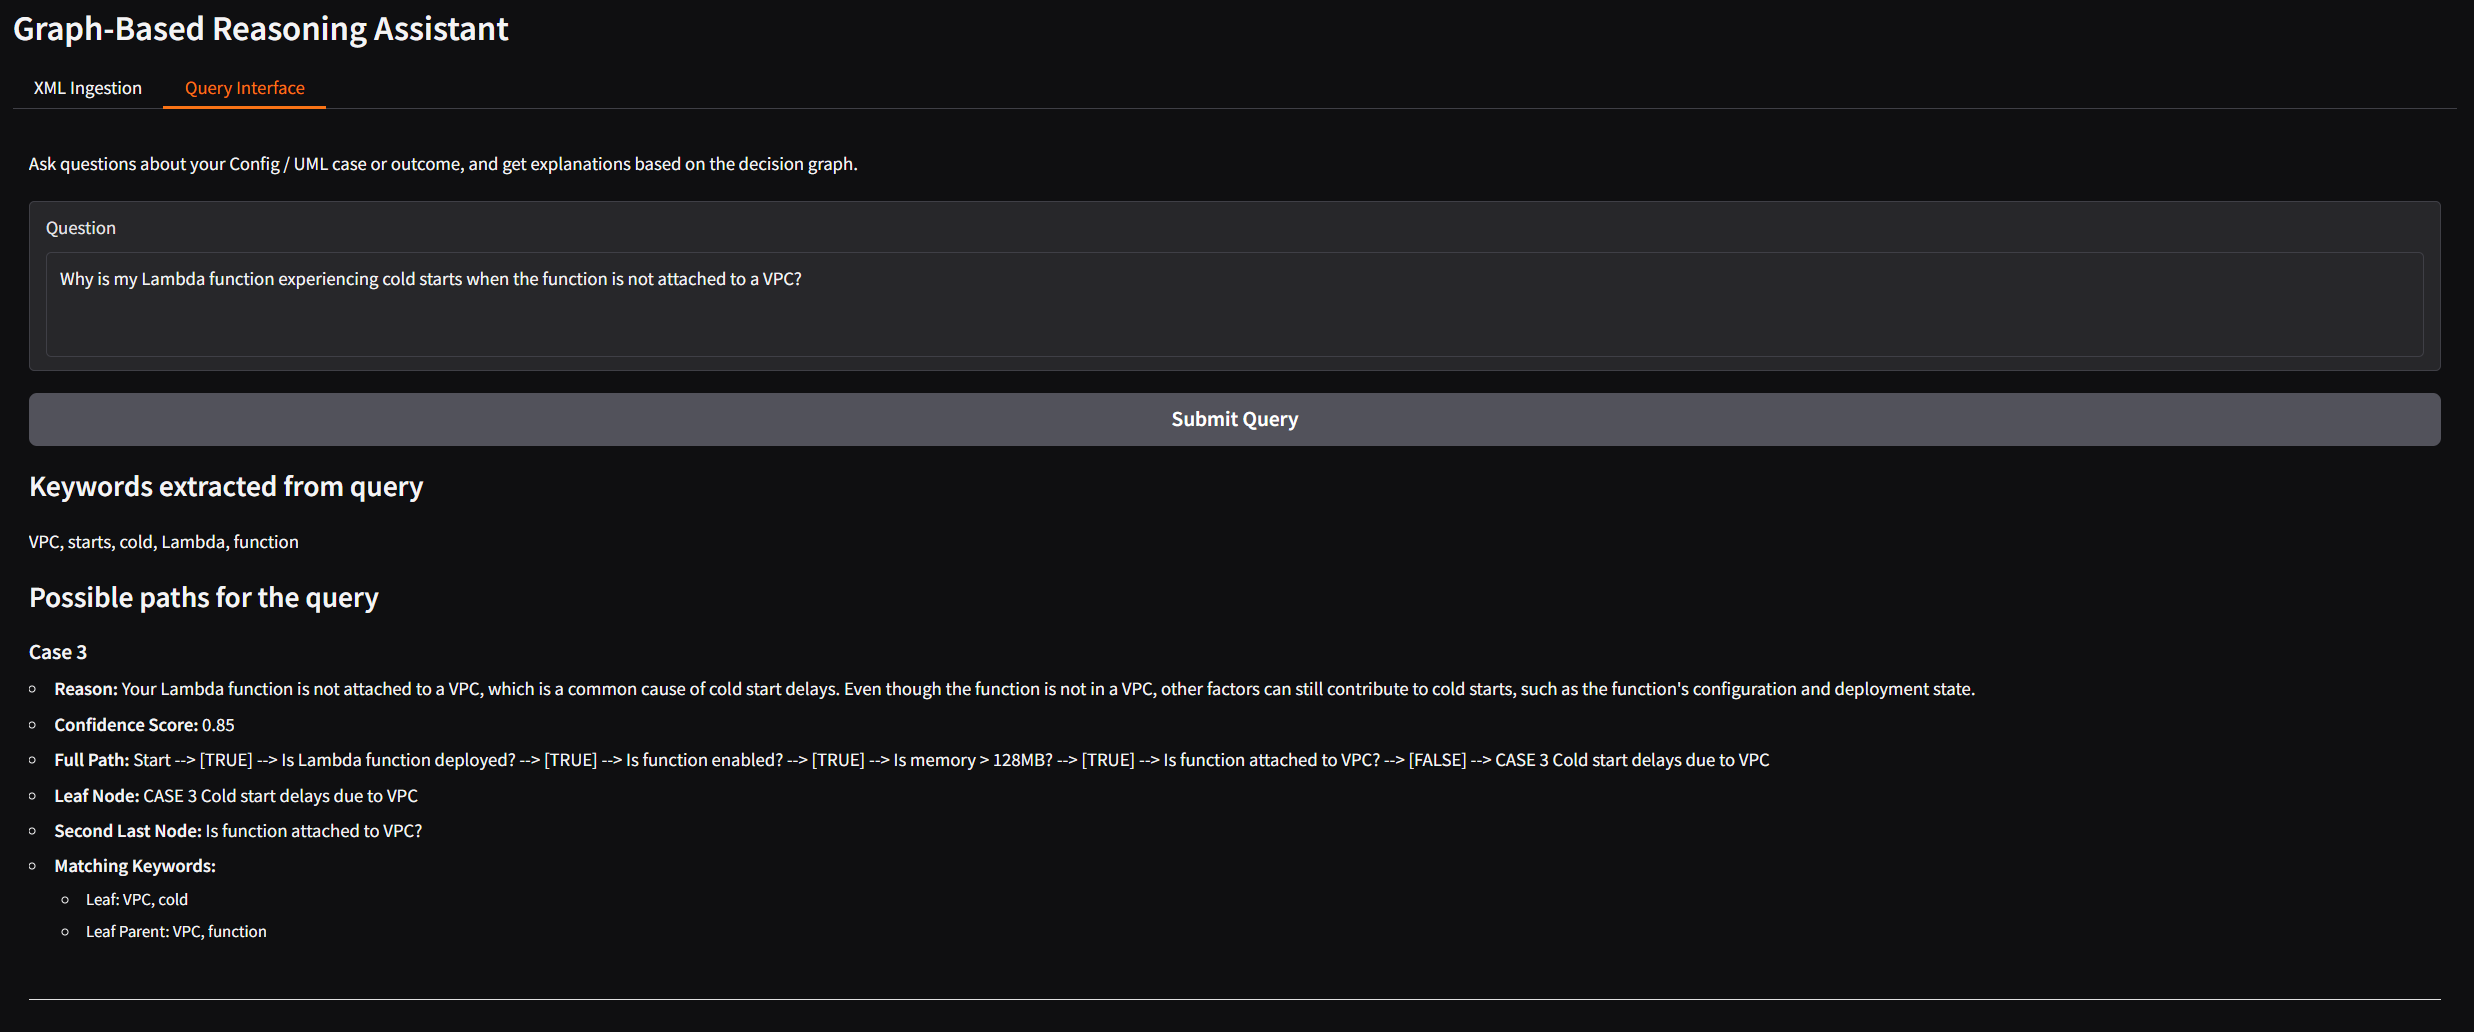 Graph-Based Reasoning Assistant
XML Ingestion
Query Interface
Ask questions about your Config / UML case or outcome, and get explanations based on the decision graph.
Question
Why is my Lambda function experiencing cold starts when the function is not attached to a VPC?
Submit Query
Keywords extracted from query
VPC, starts, cold, Lambda, function
Possible paths for the query
Case 3
Reason: Your Lambda function is not attached to a VPC, which is a common cause of cold start delays. Even though the function is not in a VPC, other factors can still contribute to cold starts, such as the function's configuration and deployment state.
Confidence Score: 0.85
Full Path: Start --> [TRUE] --> Is Lambda function deployed? --> [TRUE] --> Is function enabled? --> [TRUE] --> Is memory > 128MB? --> [TRUE] --> Is function attached to VPC? --> [FALSE] --> CASE 3 Cold start delays due to VPC
Leaf Node: CASE 3 Cold start delays due to VPC
Second Last Node: Is function attached to VPC?
Matching Keywords:
Leaf: VPC, cold
Leaf Parent: VPC, function